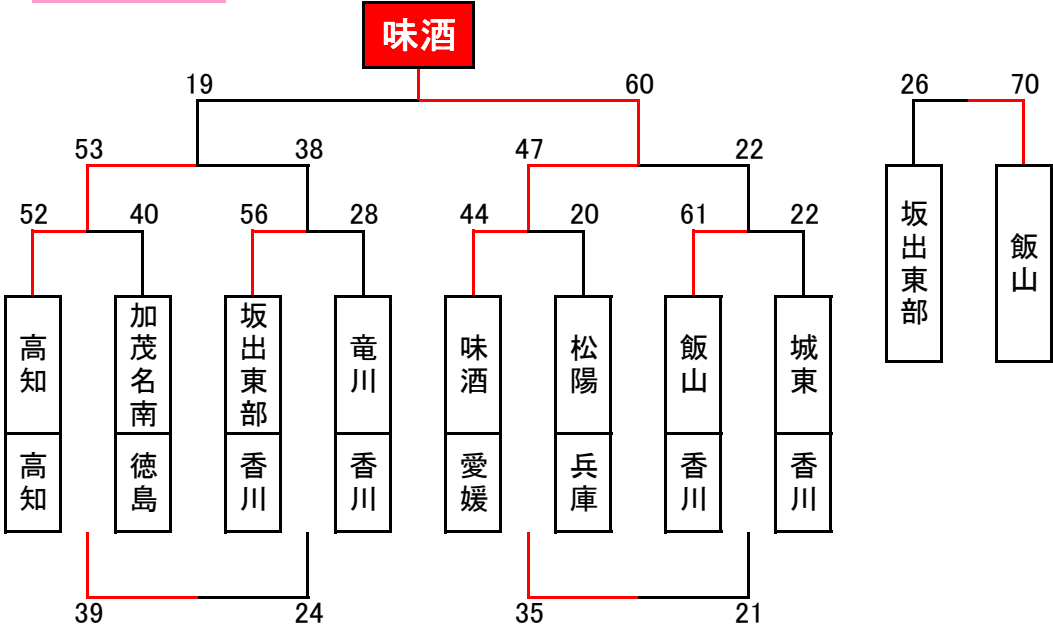 味酒
19 60
26 70
53 38 47 22
52 40 56 28 44 20 61 22
坂出東部
飯山
高知
加茂名南
坂出東部
竜川
味酒
松陽
飯山
城東
高知
徳島
香川
香川
愛媛
兵庫
香川
香川
39 24 35 21